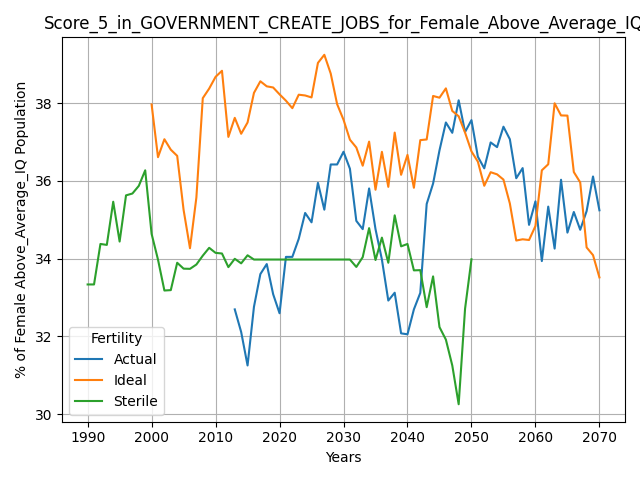 Score_5_in_GOVERNMENT_CREATE_JOBS_for_Female_Above_Average_IQ
% of Female Above_Average_IQ Population
38
36
34
32
30
Fertility
Actual
Ideal
Sterile
1990 2000 2010 2020 2030 2040 2050 2060 2070
Years